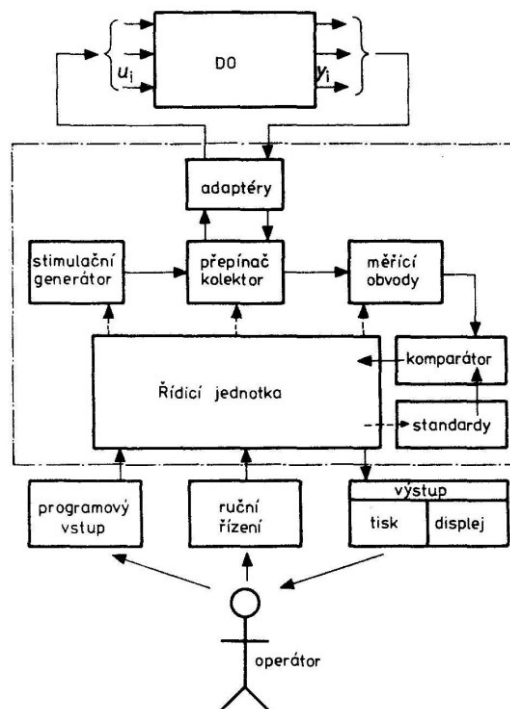 DO
u_i
y_i
adaptéry
stimulační
generátor
přepínač
kolektor
měřící
obvody
komparátor
Řídicí jednotka
standardy
programový
vstup
ruční
řízení
výstup
tisk
displej
operátor